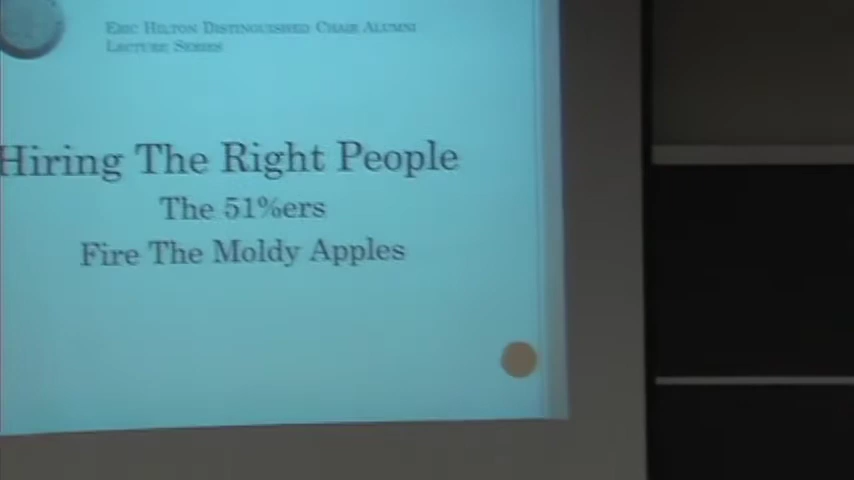 Eric Hilton Distinguished Chair Alumni
Lecture Series
Hiring The Right People
The 51%ers
Fire The Moldy Apples